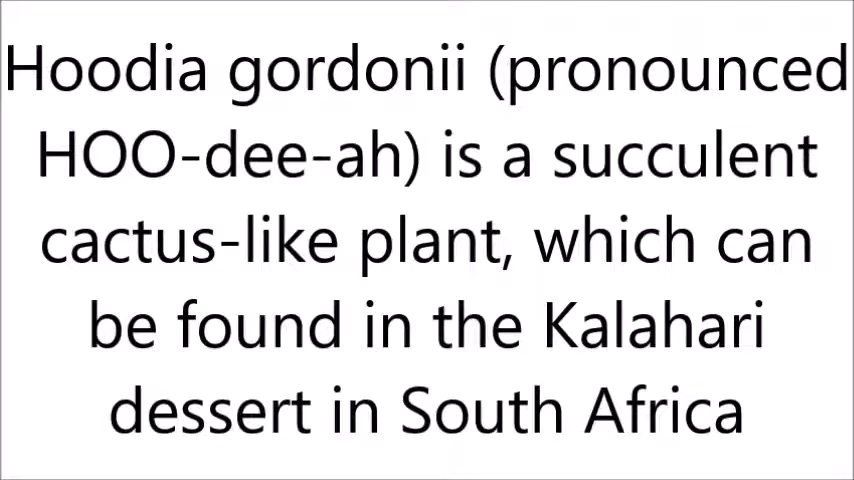 Hoodia gordonii (pronounced
HOO-dee-ah) is a succulent
cactus-like plant, which can
be found in the Kalahari
dessert in South Africa